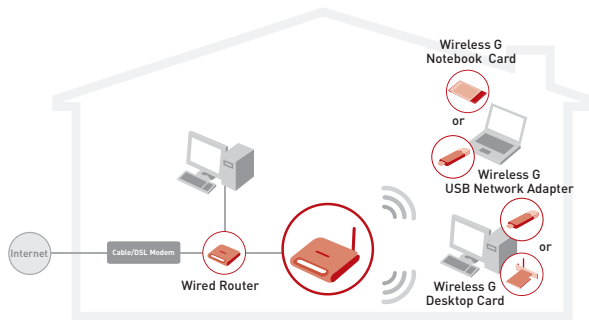 Wireless G
Notebook Card
or
Wireless G
USB Network Adapter
Internet
Cable/DSL Modem
Wired Router
or
Wireless G
Desktop Card